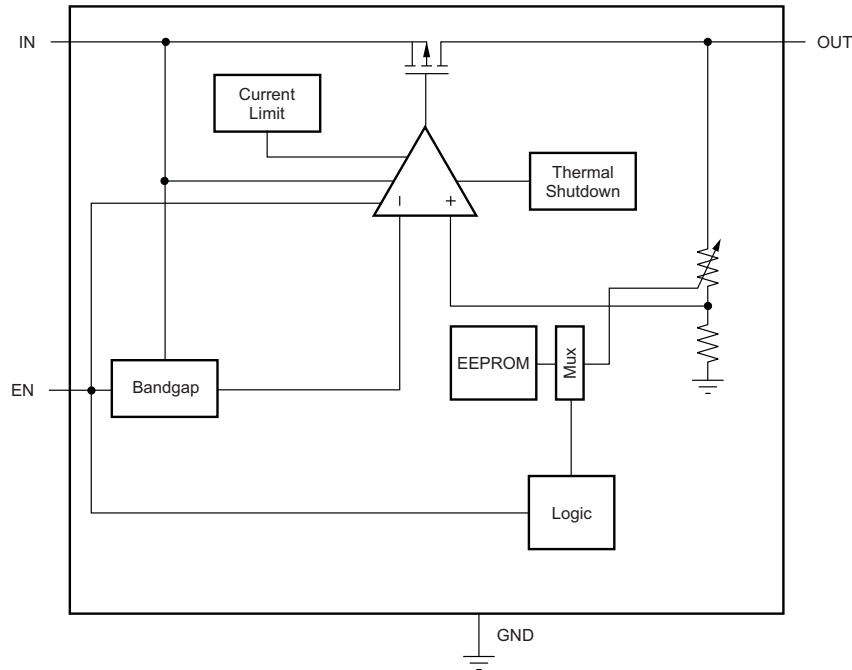 IN
OUT
Current
Limit
Thermal
Shutdown
–
+
EEPROM
Mux
EN
Bandgap
Logic
GND